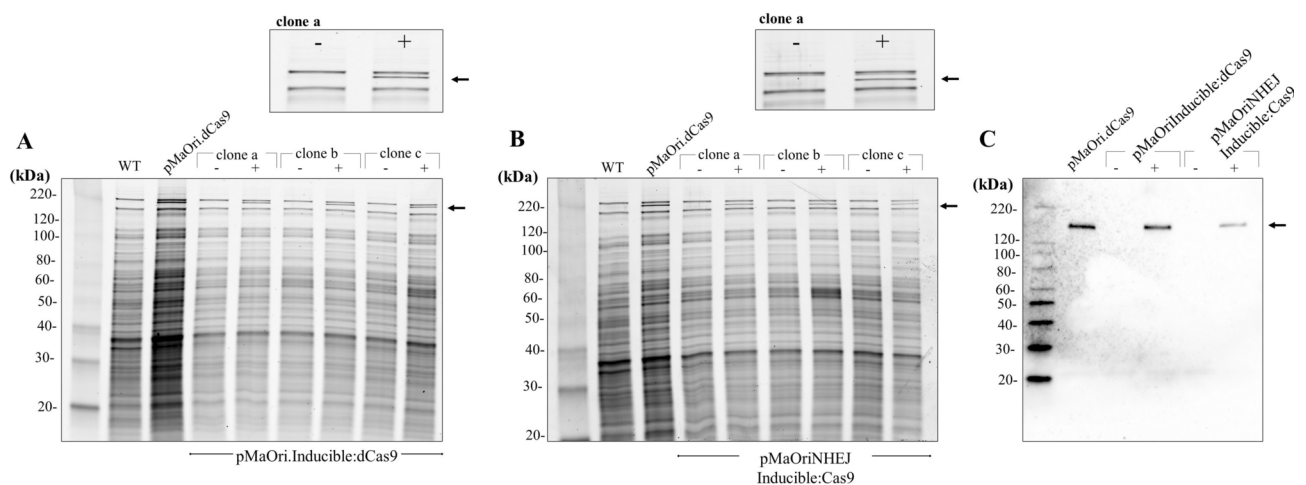 clone a
- +
clone a
- +
A
(kDa)
WT
pMaOri.dCas9
clone a
clone b
clone c
- + - + - +
220-
120-
100-
80-
60-
50-
40-
30-
20-
pMaOri.Inducible:dCas9
B
(kDa)
WT
pMaOri.dCas9
clone a
clone b
clone c
- + - + - +
220-
120-
100-
80-
60-
50-
40-
30-
20-
pMaOriNHEJ
Inducible:Cas9
C
(kDa)
pMaOri.dCas9
pMaOriInducible:dCas9
pMaOriNHEJ
Inducible:Cas9
- + - +
220-
120-
100-
80-
60-
50-
40-
30-
20-